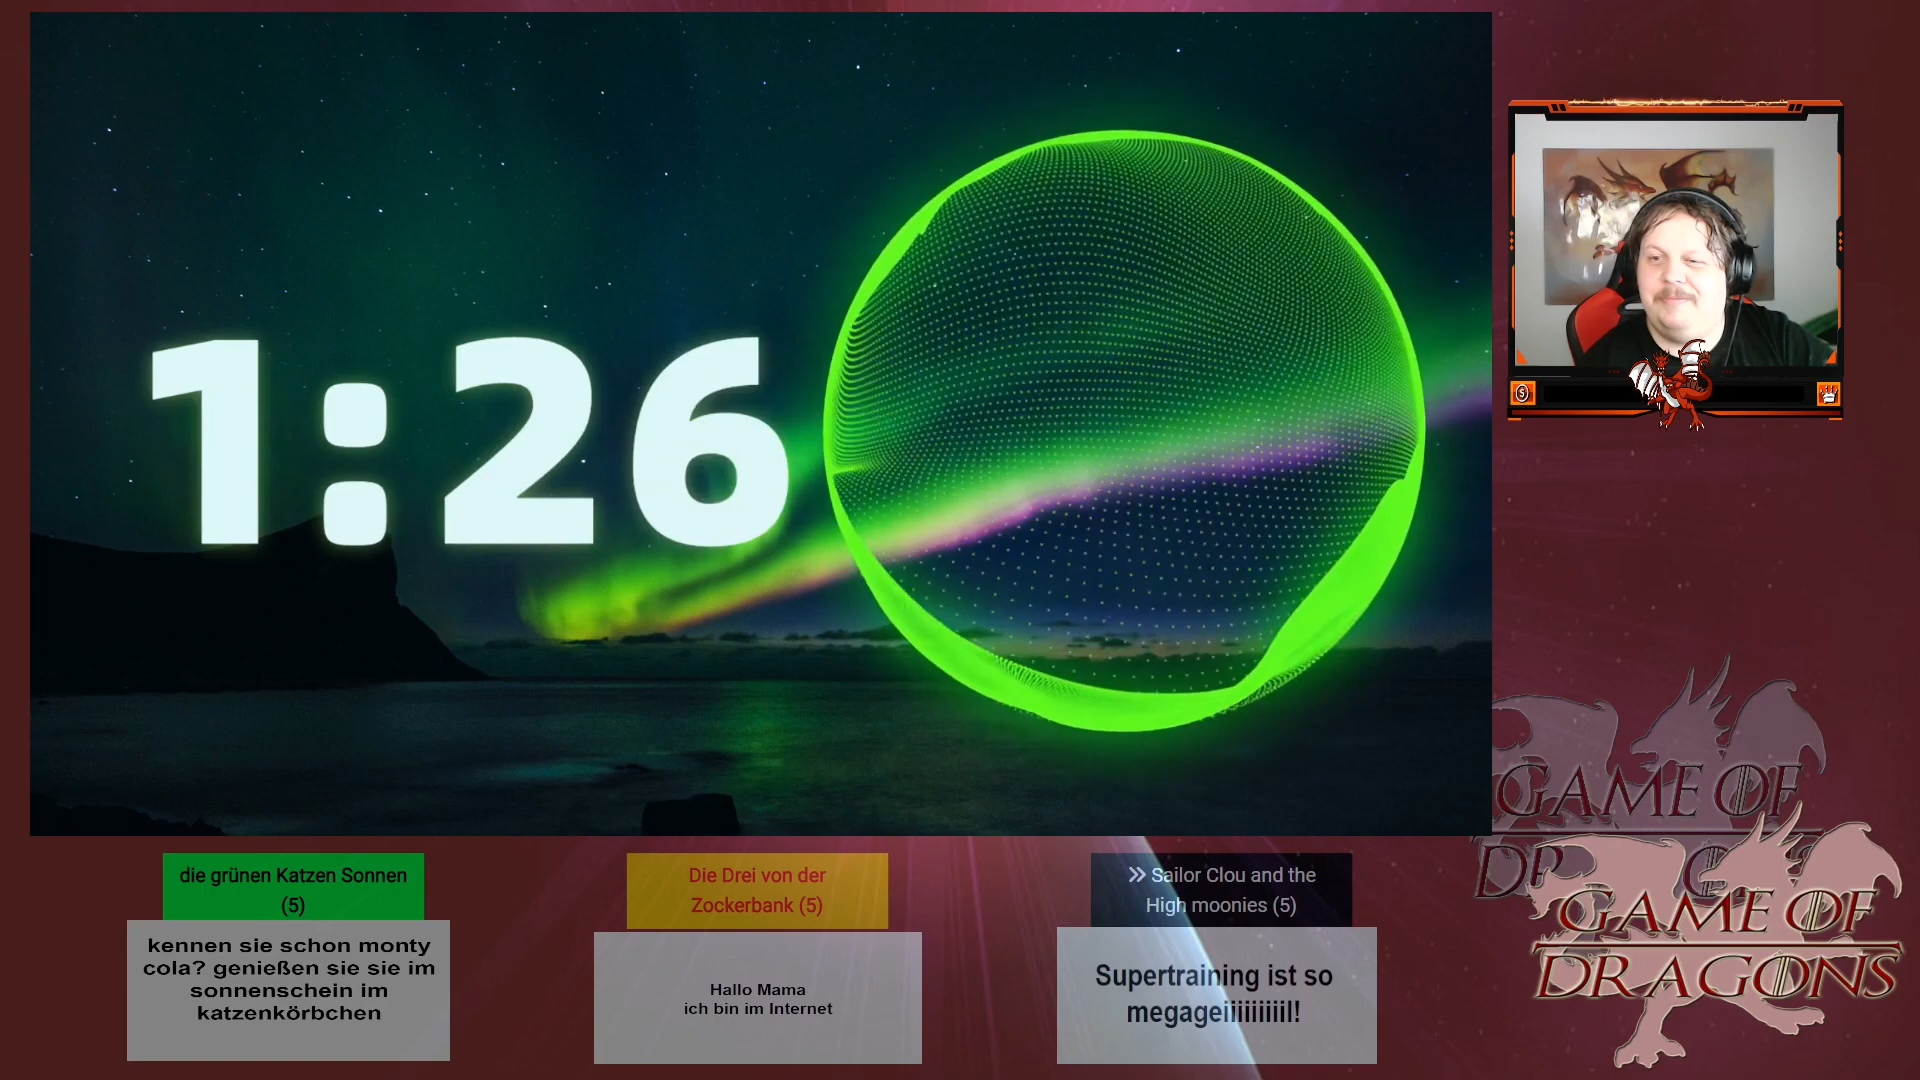 1:26
die grünen Katzen Sonnen
(5)
kennen sie schon monty
cola? genießen sie sie im
sonnenschein im
katzenkörbchen
Die Drei von der
Zockerbank (5)
Hallo Mama
ich bin im Internet
Sailor Clou and the
High moonies (5)
Supertraining ist so
megageiiiiiiiiiil!
GAME OF
GAME OF
DRAGONS